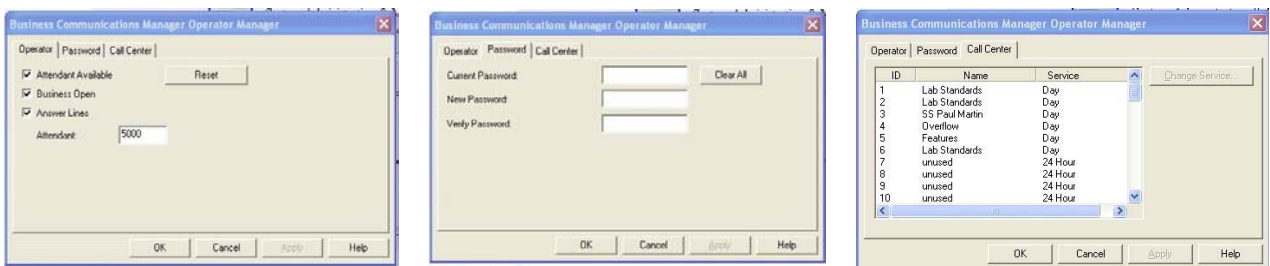 Business Communications Manager Operator Manager
Operator Password Call Center
Attendant Available Reset
Business Open
Answer Lines
Attendant: 5000
OK Cancel Apply Help
Business Communications Manager Operator Manager
Operator Password Call Center
Current Password: Clear All
New Password:
Verify Password:
OK Cancel Apply Help
Business Communications Manager Operator Manager
Operator Password Call Center
ID Name Service Change Service...
1 Lab Standards Day
2 Lab Standards Day
3 SS Paul Martin Day
4 Overflow Day
5 Features Day
6 Lab Standards Day
7 unused 24 Hour
8 unused 24 Hour
9 unused 24 Hour
10 unused 24 Hour
OK Cancel Apply Help